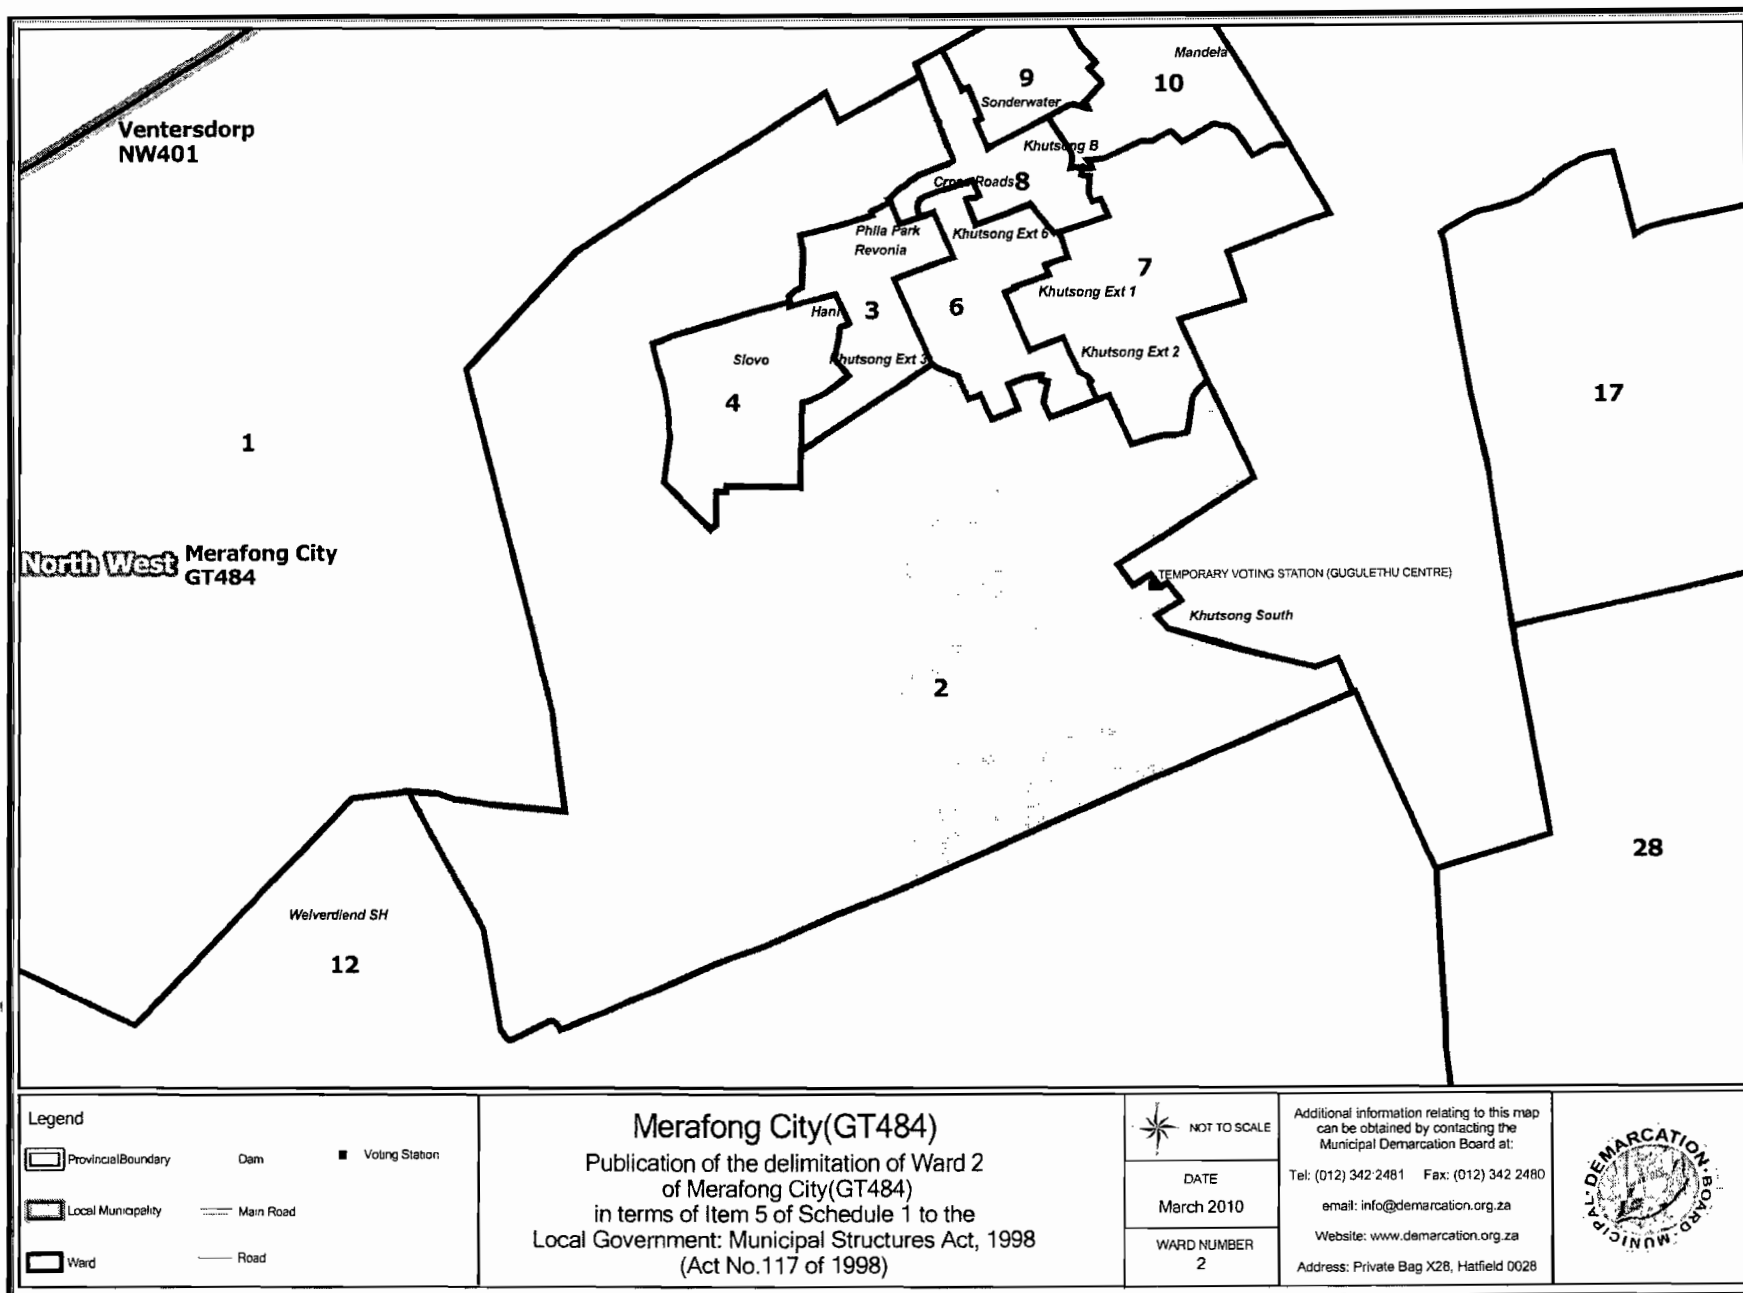 Mandela
9
10
Sonderwater
Ventersdorp
NW401
Khutsong B
Cross Roads
8
Phila Park
Khutsong Ext 6
Revonia
7
Khutsong Ext 1
Hani
3
6
Khutsong Ext 2
Slovo
Khutsong Ext 3
4
17
1
North West
Merafong City
GT484
TEMPORARY VOTING STATION (GUGULETHU CENTRE)
Khutsong South
2
28
Welverdiend SH
12
Legend
Provincial Boundary
Dam
Voting Station
Local Municipality
Main Road
Ward
Road
Merafong City(GT484)
Publication of the delimitation of Ward 2
of Merafong City(GT484)
in terms of Item 5 of Schedule 1 to the
Local Government: Municipal Structures Act, 1998
(Act No.117 of 1998)
NOT TO SCALE
DATE
March 2010
WARD NUMBER
2
Additional information relating to this map
can be obtained by contacting the
Municipal Demarcation Board at:
Tel: (012) 342 2481 Fax: (012) 342 2480
email: info@demarcation.org.za
Website: www.demarcation.org.za
Address: Private Bag X28, Hatfield 0028
MUNICIPAL · DEMARCATION · BOARD